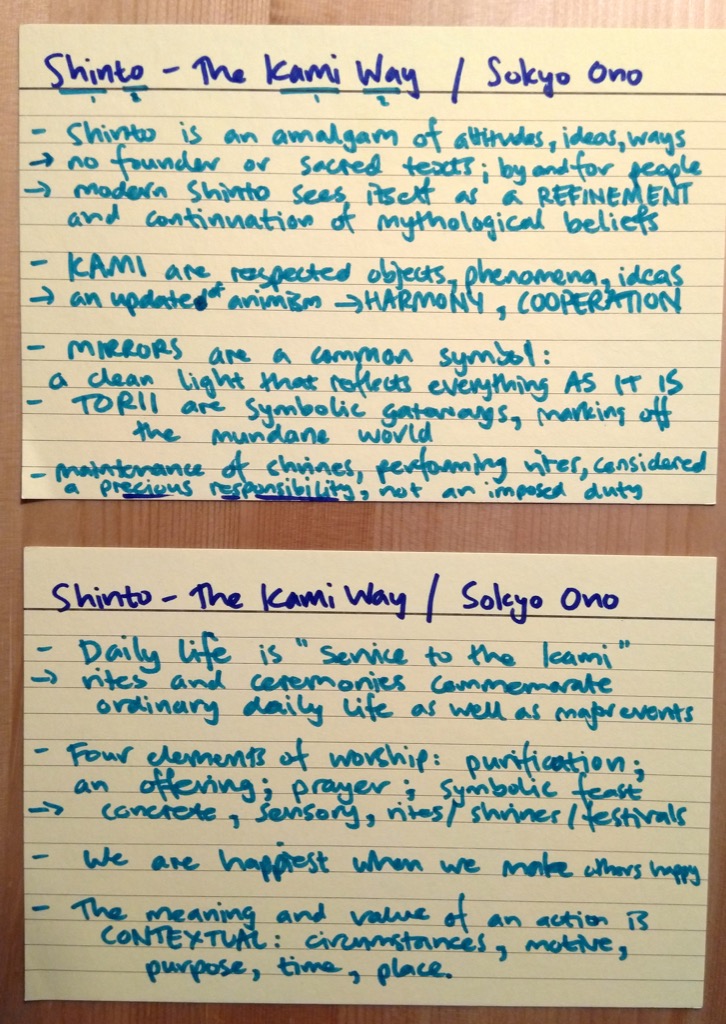 Shinto - The Kami Way / Sokyo Ono
1 2 1 2
- Shinto is an amalgam of attitudes, ideas, ways
→ no founder or sacred texts; by and for people
→ modern Shinto sees itself as a REFINEMENT
and continuation of mythological beliefs
- KAMI are respected objects, phenomena, ideas
→ an updated animism → HARMONY, COOPERATION
- MIRRORS are a common symbol:
a clean light that reflects everything AS IT IS
- TORII are symbolic gateways, marking off
the mundane world
- maintenance of shrines, performing rites, considered
a precious responsibility, not an imposed duty
Shinto - The Kami Way / Sokyo Ono
- Daily life is "service to the kami"
→ rites and ceremonies commemorate
ordinary daily life as well as major events
- Four elements of worship: purification;
an offering; prayer; symbolic feast
→ concrete, sensory, rites/shrines/festivals
- We are happiest when we make others happy
- The meaning and value of an action is
CONTEXTUAL: circumstances, motive,
purpose, time, place.